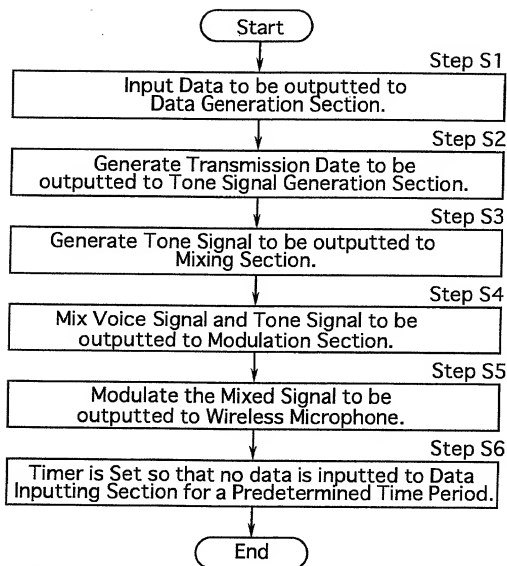 Start
Step S1
Input Data to be outputted to
Data Generation Section.
Step S2
Generate Transmission Date to be
outputted to Tone Signal Generation Section.
Step S3
Generate Tone Signal to be outputted to
Mixing Section.
Step S4
Mix Voice Signal and Tone Signal to be
outputted to Modulation Section.
Step S5
Modulate the Mixed Signal to be
outputted to Wireless Microphone.
Step S6
Timer is Set so that no data is inputted to Data
Inputting Section for a Predetermined Time Period.
End